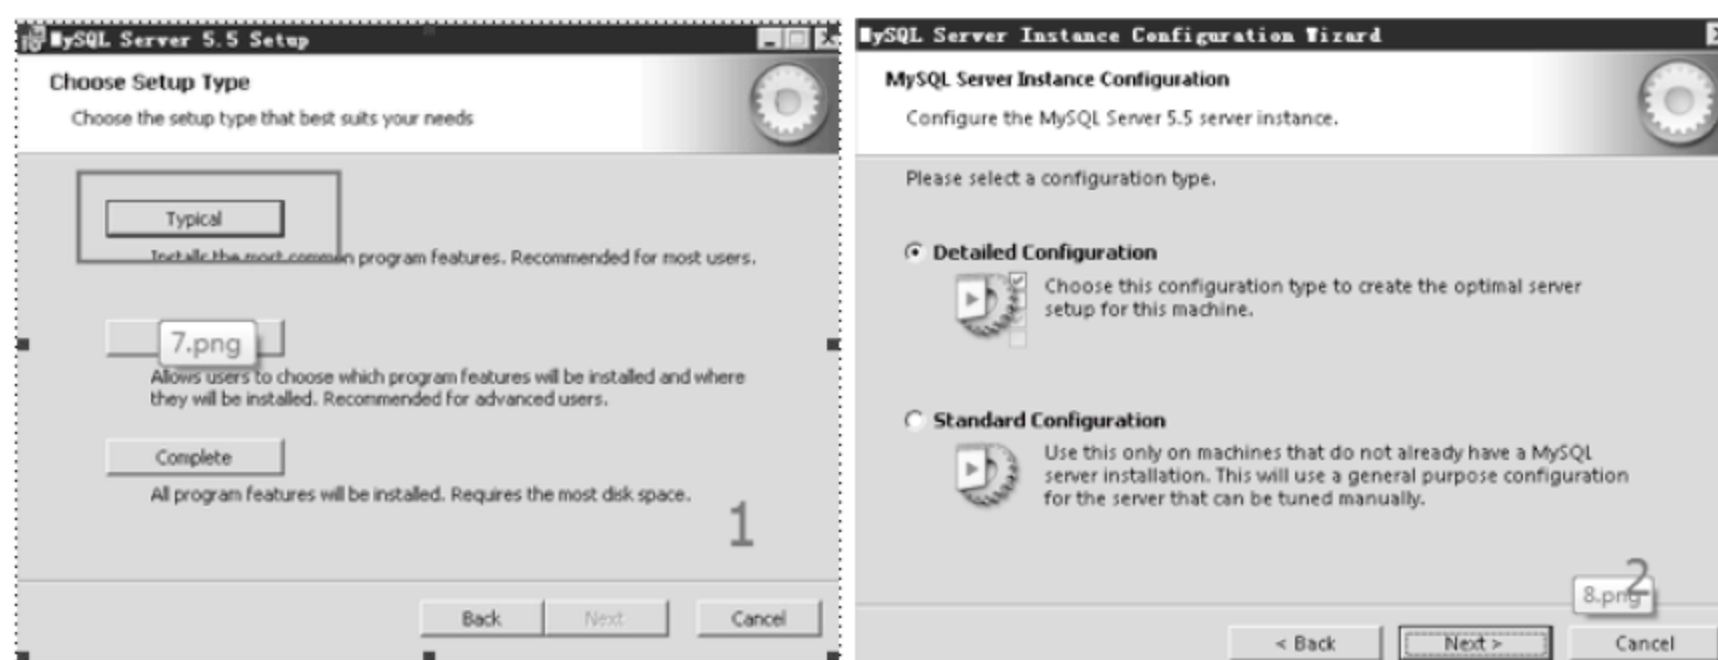 MySQL Server 5.5 Setup
Choose Setup Type
Choose the setup type that best suits your needs
Typical
Installs the most common program features. Recommended for most users.
7.png
Allows users to choose which program features will be installed and where
they will be installed. Recommended for advanced users.
Complete
All program features will be installed. Requires the most disk space.
1
Back
Next
Cancel
MySQL Server Instance Configuration Wizard
MySQL Server Instance Configuration
Configure the MySQL Server 5.5 server instance.
Please select a configuration type.
Detailed Configuration
Choose this configuration type to create the optimal server
setup for this machine.
Standard Configuration
Use this only on machines that do not already have a MySQL
server installation. This will use a general purpose configuration
for the server that can be tuned manually.
2
8.png
< Back
Next >
Cancel